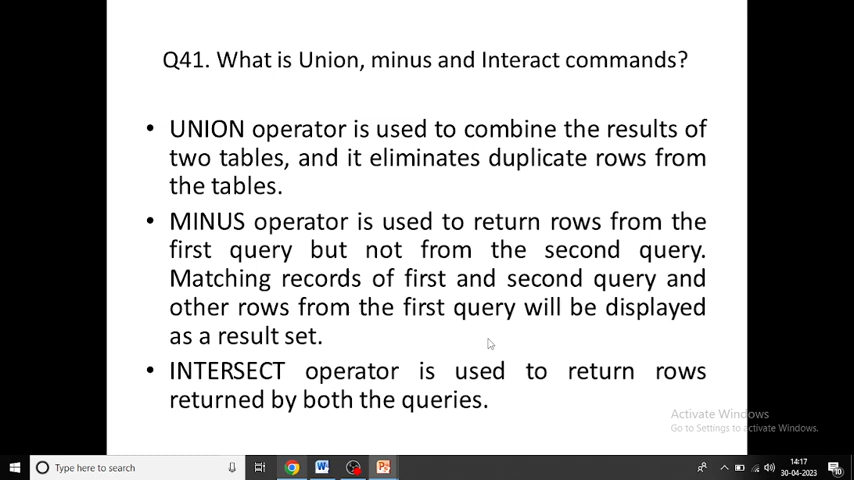 Q41. What is Union, minus and Interact commands?
• UNION operator is used to combine the results of
two tables, and it eliminates duplicate rows from
the tables.
• MINUS operator is used to return rows from the
first query but not from the second query.
Matching records of first and second query and
other rows from the first query will be displayed
as a result set.
• INTERSECT operator is used to return rows
returned by both the queries.
Activate Windows
Go to Settings to activate Windows.
Type here to search
14:17
30-04-2023
10